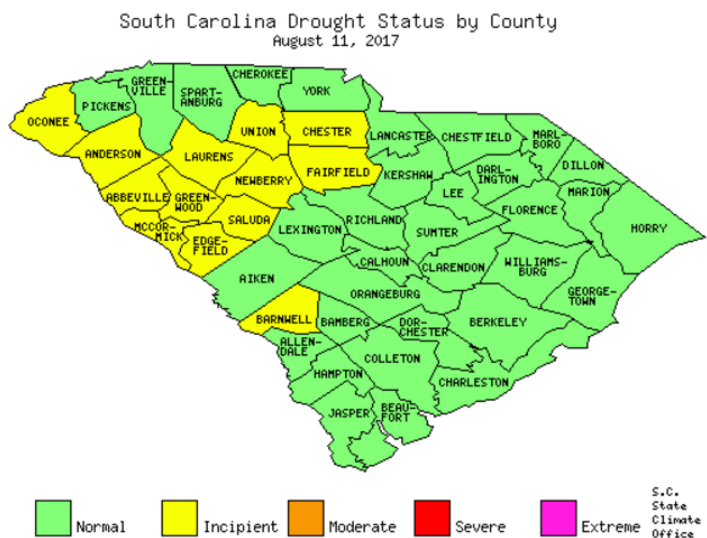 South Carolina Drought Status by County
August 11, 2017
CHEROKEE
GREEN-
VILLE
SPART-
ANBURG
YORK
PICKENS
OCONEE
UNION
CHESTER
LANCASTER
CHESTFIELD
MARL-
BORO
ANDERSON
LAURENS
FAIRFIELD
KERSHAW
DARL-
INGTON
DILLON
NEWBERRY
LEE
MARION
ABBEVILLE
GREEN-
WOOD
SALUDA
RICHLAND
FLORENCE
HORRY
MCCOR-
MICK
EDGE-
FIELD
LEXINGTON
SUMTER
CALHOUN
CLARENDON
WILLIAMS-
BURG
AIKEN
ORANGEBURG
GEORGE-
TOWN
BARNWELL
BAMBERG
DOR-
CHESTER
BERKELEY
ALLEN-
DALE
COLLETON
HAMPTON
CHARLESTON
JASPER
BEAU-
FORT
Normal
Incipient
Moderate
Severe
Extreme
S.C.
State
Climate
Office